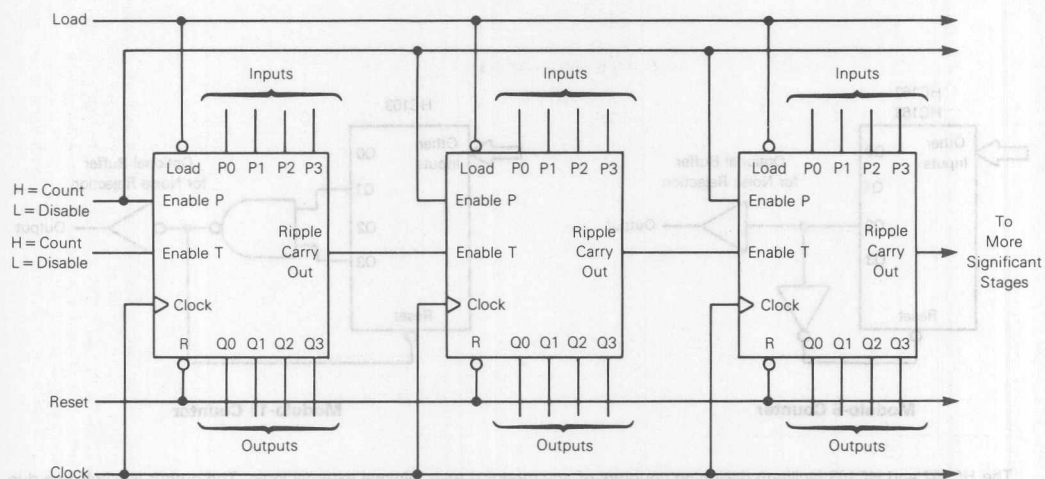 Load
Inputs
Inputs
Inputs
Load P0 P1 P2 P3
Load P0 P1 P2 P3
Load P0 P1 P2 P3
H = Count
L = Disable
Enable P
Enable P
Enable P
H = Count
L = Disable
Enable T
Ripple
Carry
Out
Enable T
Ripple
Carry
Out
Enable T
Ripple
Carry
Out
To
More
Significant
Stages
Clock
Clock
Clock
R Q0 Q1 Q2 Q3
R Q0 Q1 Q2 Q3
R Q0 Q1 Q2 Q3
Reset
Outputs
Outputs
Outputs
Clock